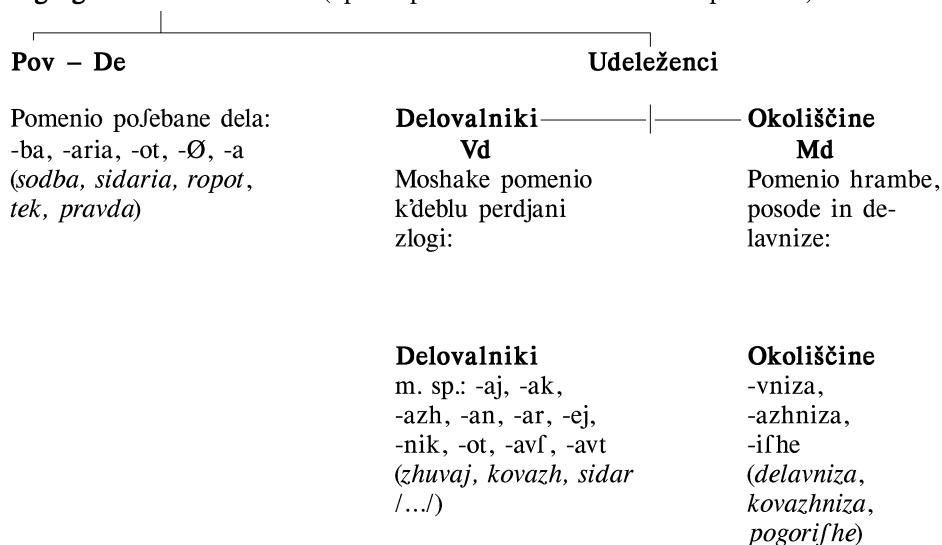 Pov – De
Udeleženci
Pomenio poſebane dela:
-ba, -aria, -ot, -Ø, -a
(sodba, sidaria, ropot,
tek, pravda)
Delovalniki
Vd
Moshake pomenio
k'deblu perdjani
zlogi:
Okoliščine
Md
Pomenio hrambe,
posode in de-
lavnize:
Delovalniki
m. sp.: -aj, -ak,
-azh, -an, -ar, -ej,
-nik, -ot, -avſ, -avt
(zhuvaj, kovazh, sidar
/.../)
Okoliščine
-vniza,
-azhniza,
-iſhe
(delavniza,
kovazhniza,
pogoriſhe)